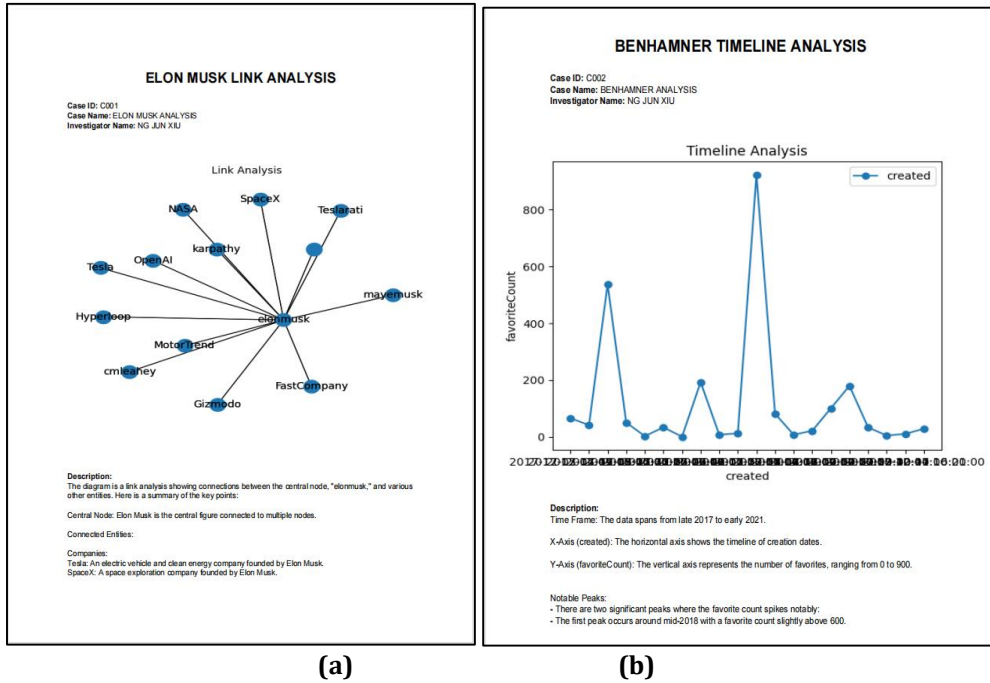 ELON MUSK LINK ANALYSIS
Case ID: C001
Case Name: ELON MUSK ANALYSIS
Investigator Name: NG JUN XIU
Link Analysis
SpaceX
NASA
Teslarati
karpathy
OpenAI
Tesla
mayemusk
Hyperloop
elonmusk
MotorTrend
cmleahey
FastCompany
Gizmodo
Description:
The diagram is a link analysis showing connections between the central node, "elonmusk," and various
other entities. Here is a summary of the key points:
Central Node: Elon Musk is the central figure connected to multiple nodes.
Connected Entities:
Companies:
Tesla: An electric vehicle and clean energy company founded by Elon Musk.
SpaceX: A space exploration company founded by Elon Musk.
(a)
BENHAMNER TIMELINE ANALYSIS
Case ID: C002
Case Name: BENHAMNER ANALYSIS
Investigator Name: NG JUN XIU
Timeline Analysis
created
800
600
400
200
0
favoriteCount
created
Description:
Time Frame: The data spans from late 2017 to early 2021.
X-Axis (created): The horizontal axis shows the timeline of creation dates.
Y-Axis (favoriteCount): The vertical axis represents the number of favorites, ranging from 0 to 900.
Notable Peaks:
- There are two significant peaks where the favorite count spikes notably:
- The first peak occurs around mid-2018 with a favorite count slightly above 600.
(b)